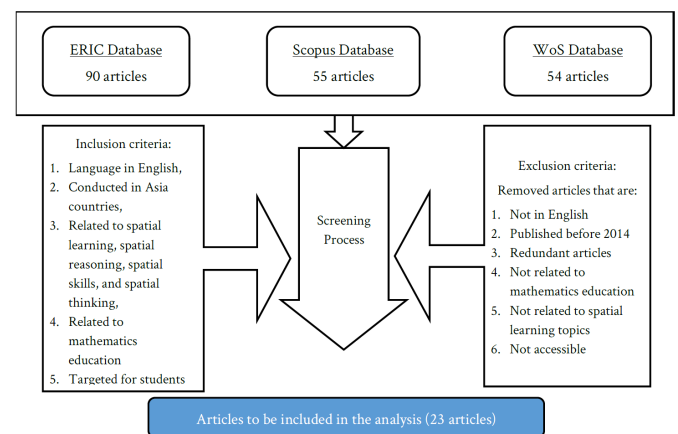 ERIC Database
90 articles
Scopus Database
55 articles
WoS Database
54 articles
Inclusion criteria:
1. Language in English,
2. Conducted in Asia
countries,
3. Related to spatial
learning, spatial
reasoning, spatial
skills, and spatial
thinking,
4. Related to
mathematics
education
5. Targeted for students
Screening
Process
Exclusion criteria:
Removed articles that are:
1. Not in English
2. Published before 2014
3. Redundant articles
4. Not related to
mathematics education
5. Not related to spatial
learning topics
6. Not accessible
Articles to be included in the analysis (23 articles)